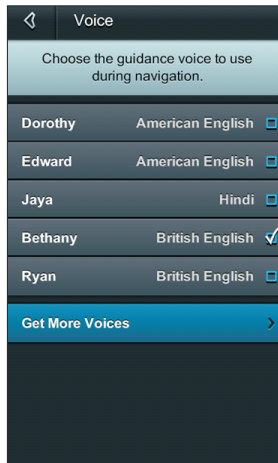 Voice
Choose the guidance voice to use
during navigation.
Dorothy American English
Edward American English
Jaya Hindi
Bethany British English
Ryan British English
Get More Voices